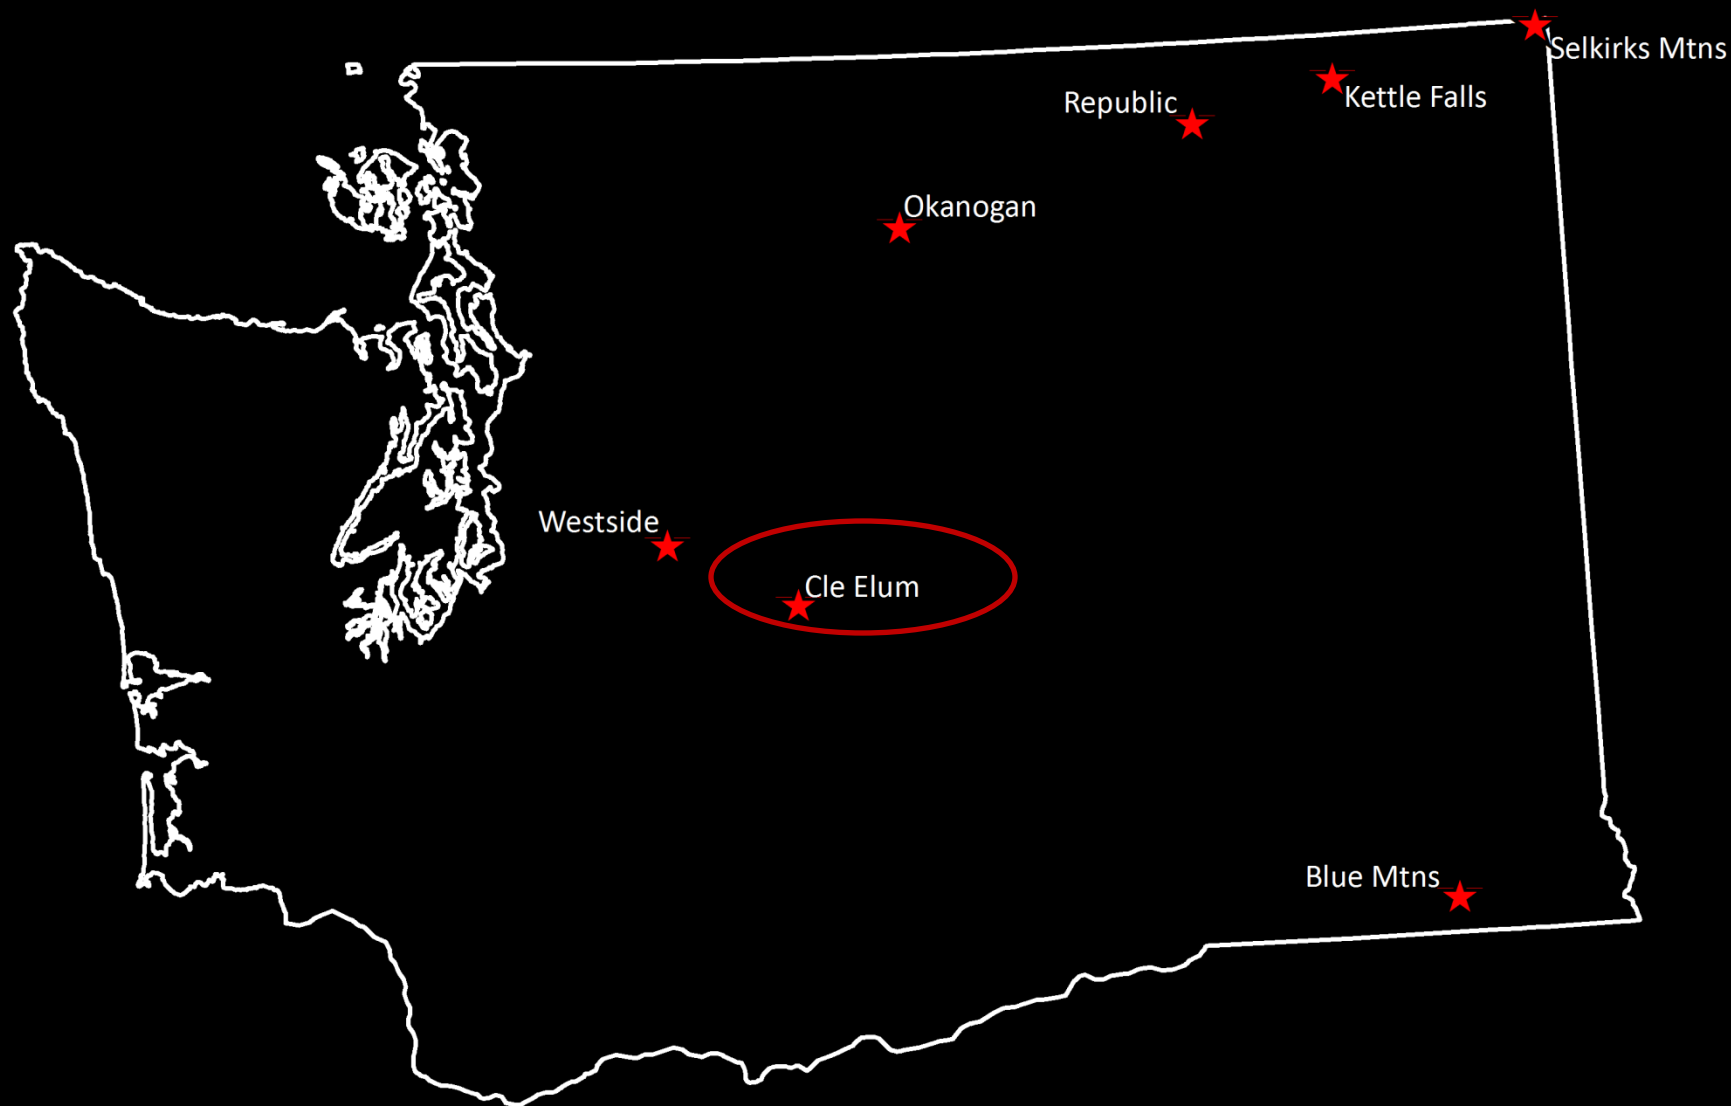 Selkirks Mtns
Kettle Falls
Republic
Okanogan
Westside
Cle Elum
Blue Mtns